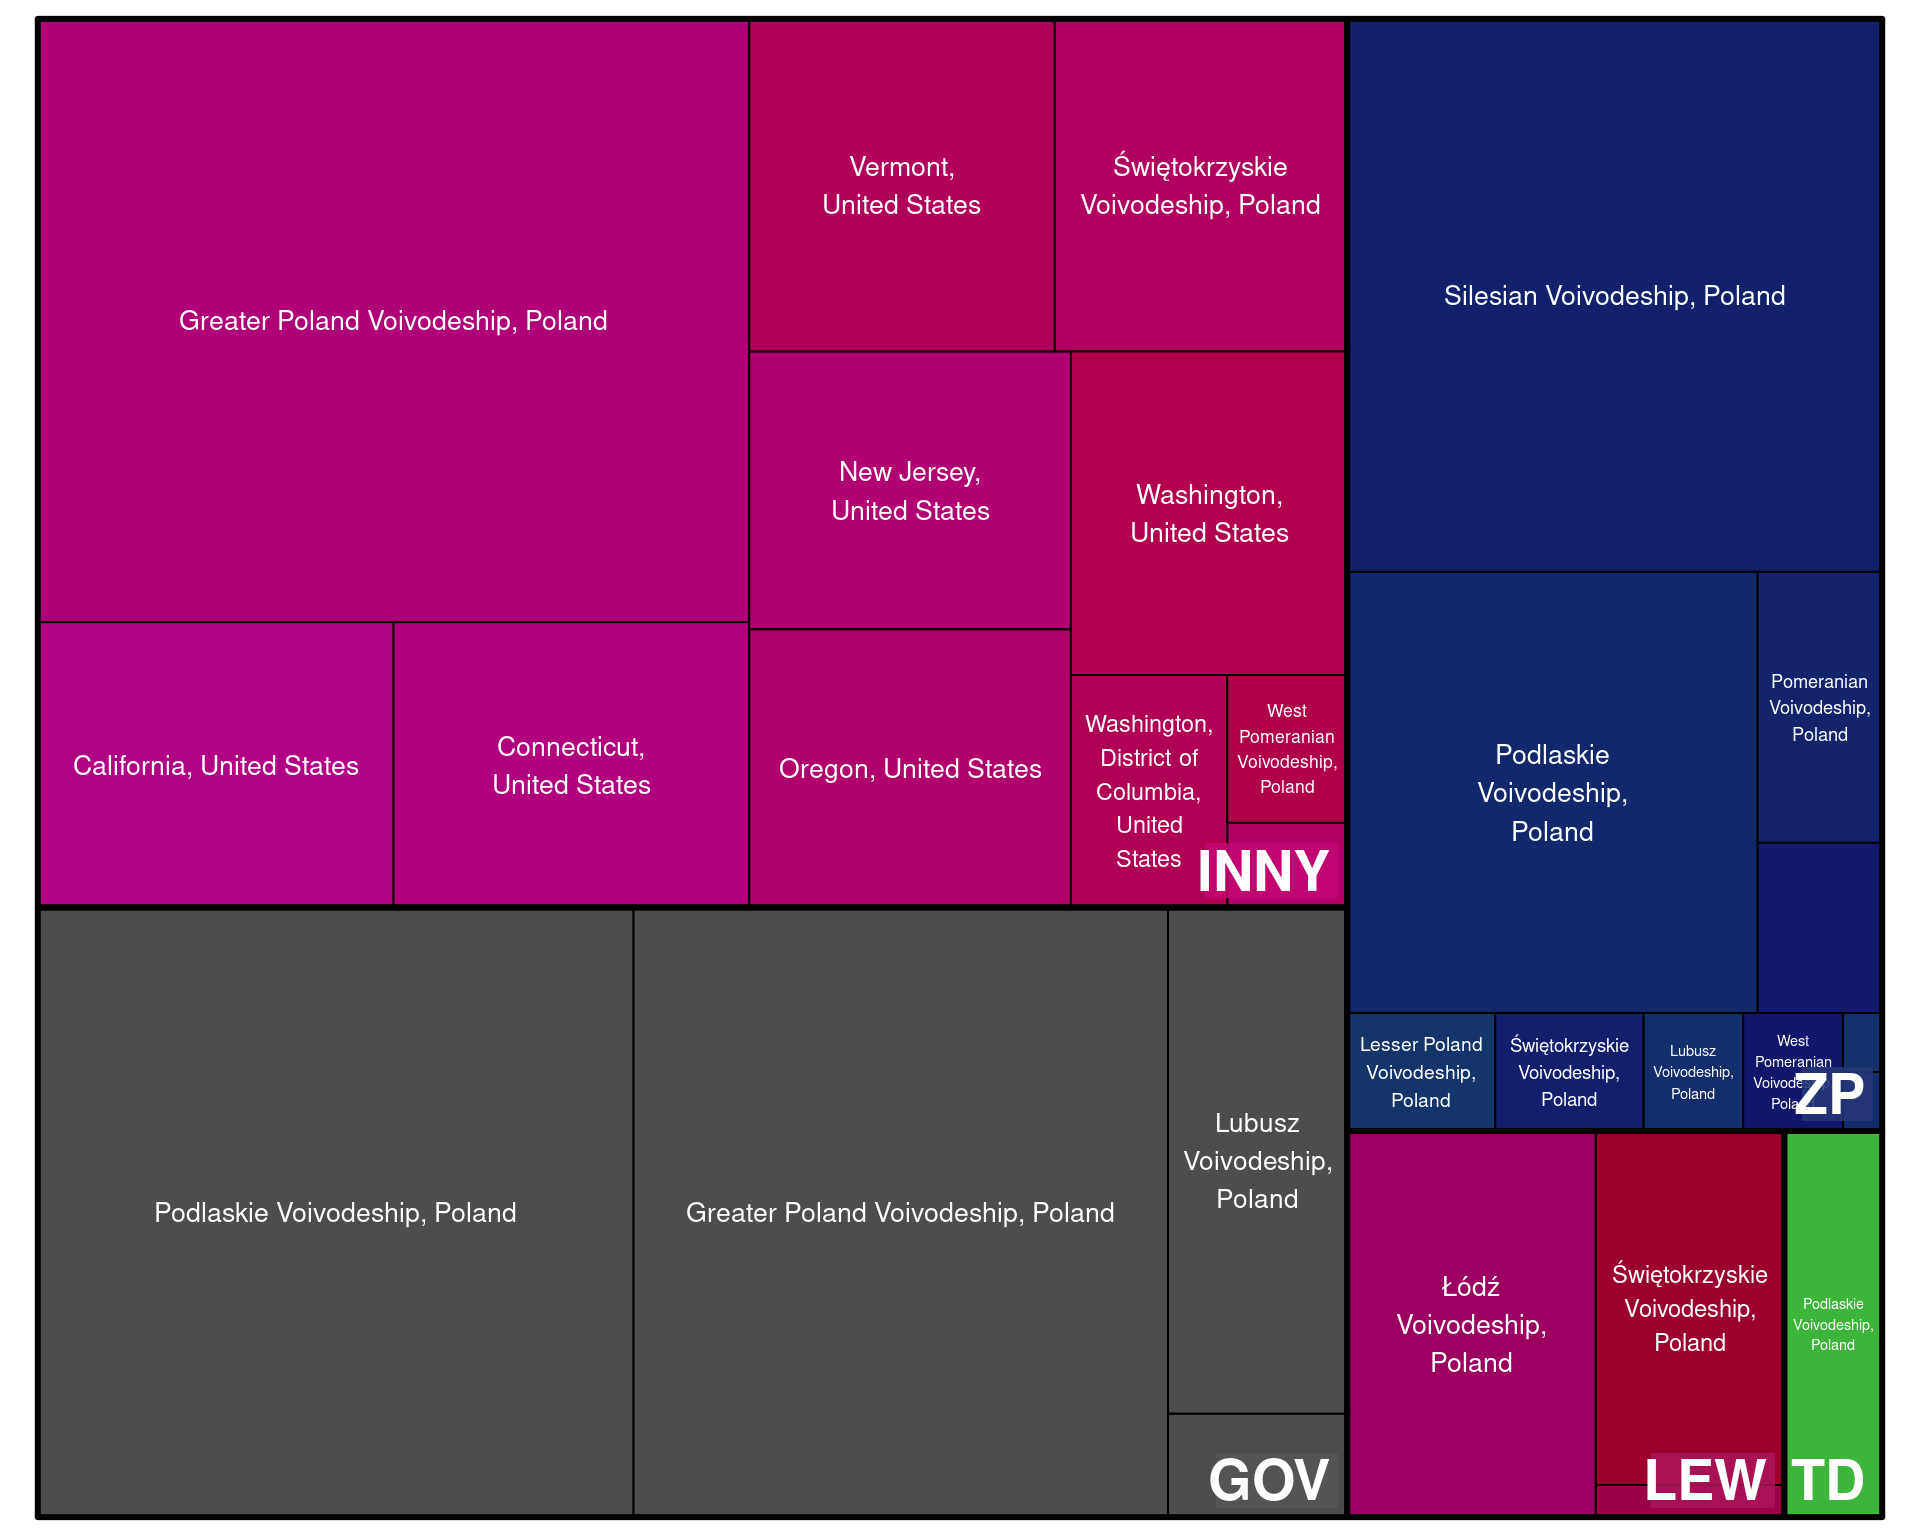 Greater Poland Voivodeship, Poland
Vermont,
United States
Świętokrzyskie
Voivodeship, Poland
New Jersey,
United States
Washington,
United States
California, United States
Connecticut,
United States
Oregon, United States
Washington,
District of
Columbia,
United
States
West
Pomeranian
Voivodeship,
Poland
INNY
Silesian Voivodeship, Poland
Podlaskie
Voivodeship,
Poland
Pomeranian
Voivodeship,
Poland
Lesser Poland
Voivodeship,
Poland
Świętokrzyskie
Voivodeship,
Poland
Lubusz
Voivodeship,
Poland
West
Pomeranian
Voivodeship,
Poland
ZP
Podlaskie Voivodeship, Poland
Greater Poland Voivodeship, Poland
Lubusz
Voivodeship,
Poland
GOV
Łódź
Voivodeship,
Poland
Świętokrzyskie
Voivodeship,
Poland
LEW
Podlaskie
Voivodeship,
Poland
TD